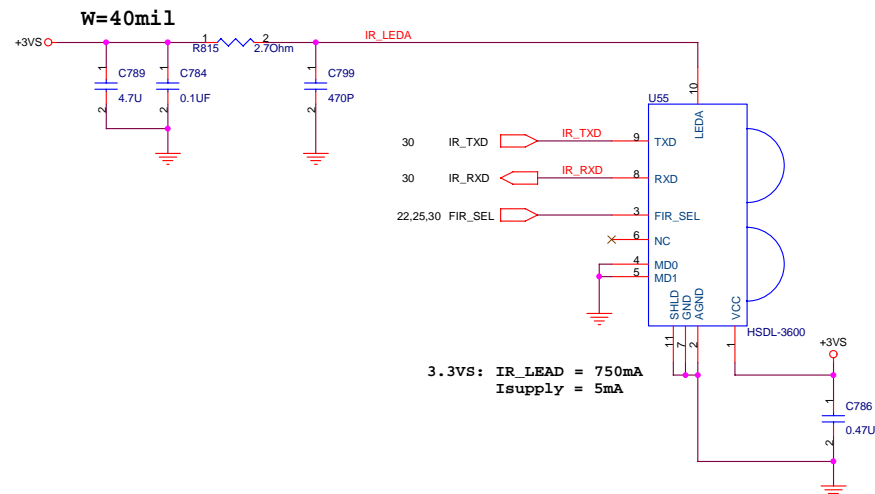 W=40mil
+3VS
1
R815
2
2.7Ohm
IR_LEDA
1
C789
4.7U
2
1
C784
0.1UF
2
1
C799
470P
2
10
U55
LEDA
30 IR_TXD IR_TXD 9 TXD
30 IR_RXD IR_RXD 8 RXD
22,25,30 FIR_SEL 3 FIR_SEL
6 NC
4 MD0
5 MD1
SHLD
GND
AGND
VCC
HSDL-3600
11
7
2
1
+3VS
3.3VS: IR_LEAD = 750mA
Isupply = 5mA
1
C786
0.47U
2